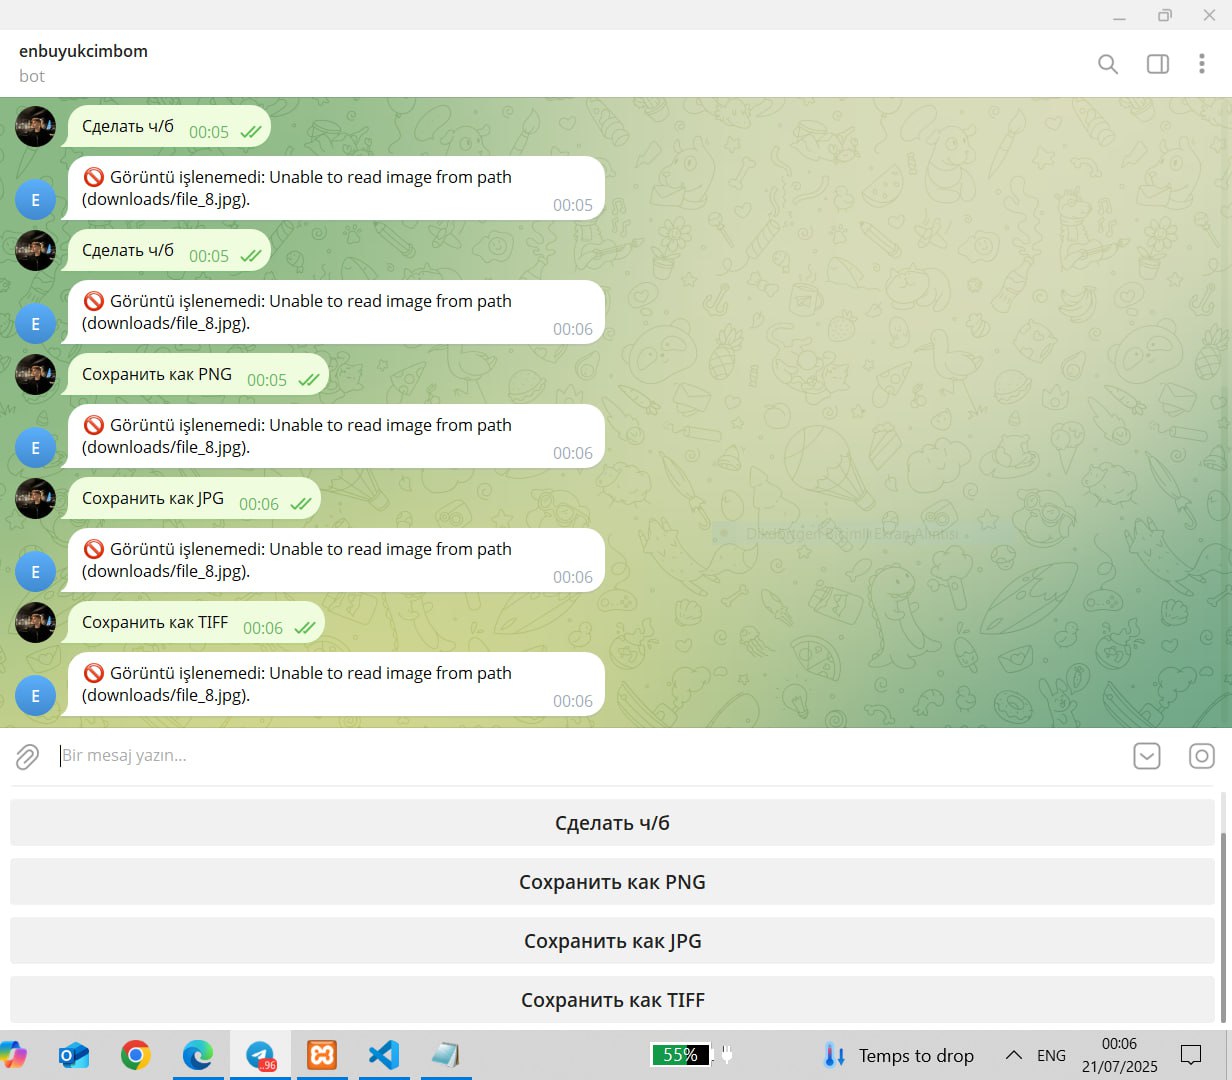 enbuyukcimbom
bot
Сделать ч/б 00:05
🚫 Görüntü işlenemedi: Unable to read image from path
(downloads/file_8.jpg).
00:05
E
Сделать ч/б 00:05
🚫 Görüntü işlenemedi: Unable to read image from path
(downloads/file_8.jpg).
00:06
E
Сохранить как PNG 00:05
🚫 Görüntü işlenemedi: Unable to read image from path
(downloads/file_8.jpg).
00:06
E
Сохранить как JPG 00:06
🚫 Görüntü işlenemedi: Unable to read image from path
(downloads/file_8.jpg).
00:06
E
Dikdörtgen Biçimli Ekran Alıntısı
Сохранить как TIFF 00:06
🚫 Görüntü işlenemedi: Unable to read image from path
(downloads/file_8.jpg).
00:06
E
Bir mesaj yazın...
Сделать ч/б
Сохранить как PNG
Сохранить как JPG
Сохранить как TIFF
96
55%
Temps to drop
ENG
00:06
21/07/2025